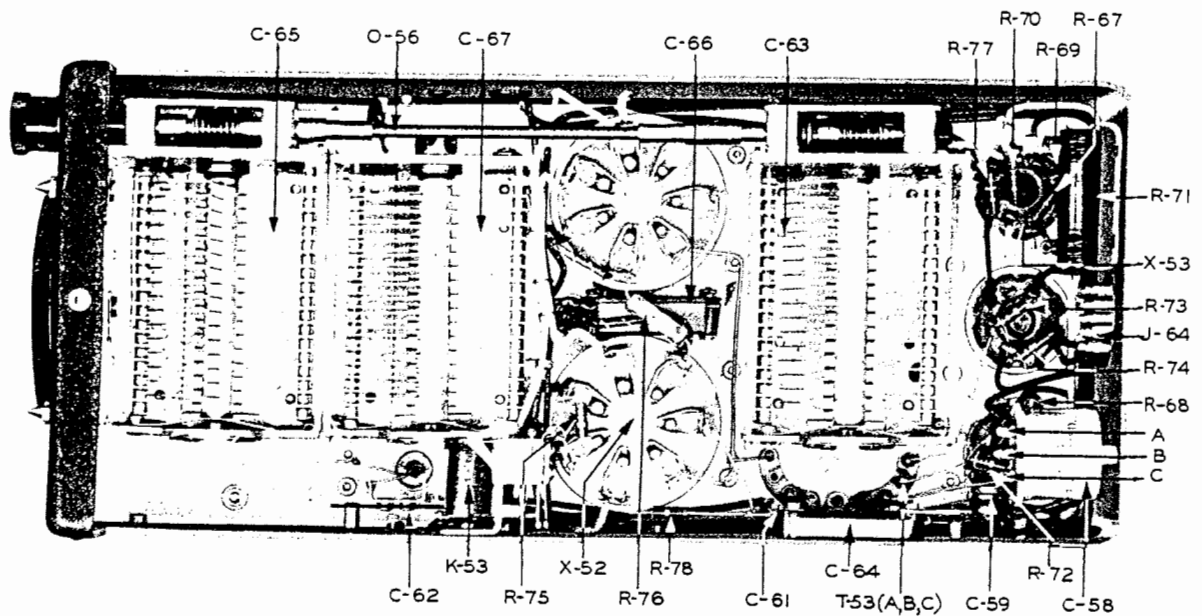 R-70
R-67
C-65
O-56
C-67
C-66
C-63
R-77
R-69
R-71
X-53
R-73
J-64
R-74
R-68
A
B
C
K-53
R-78
C-62
R-75
X-52
R-76
C-61
C-64
T-53(A,B,C)
C-59
R-72
C-58